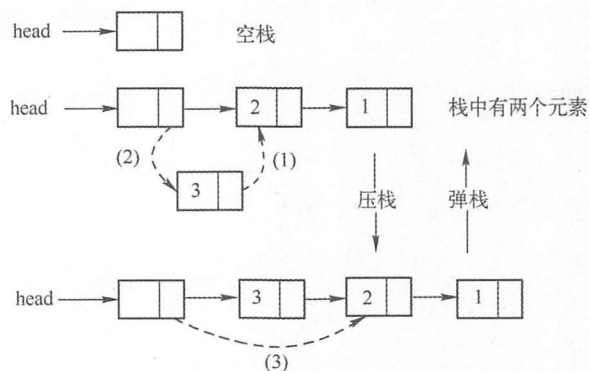 head 空栈
head 2 1 栈中有两个元素
(2) (1)
3
压栈 弹栈
head 3 2 1
(3)